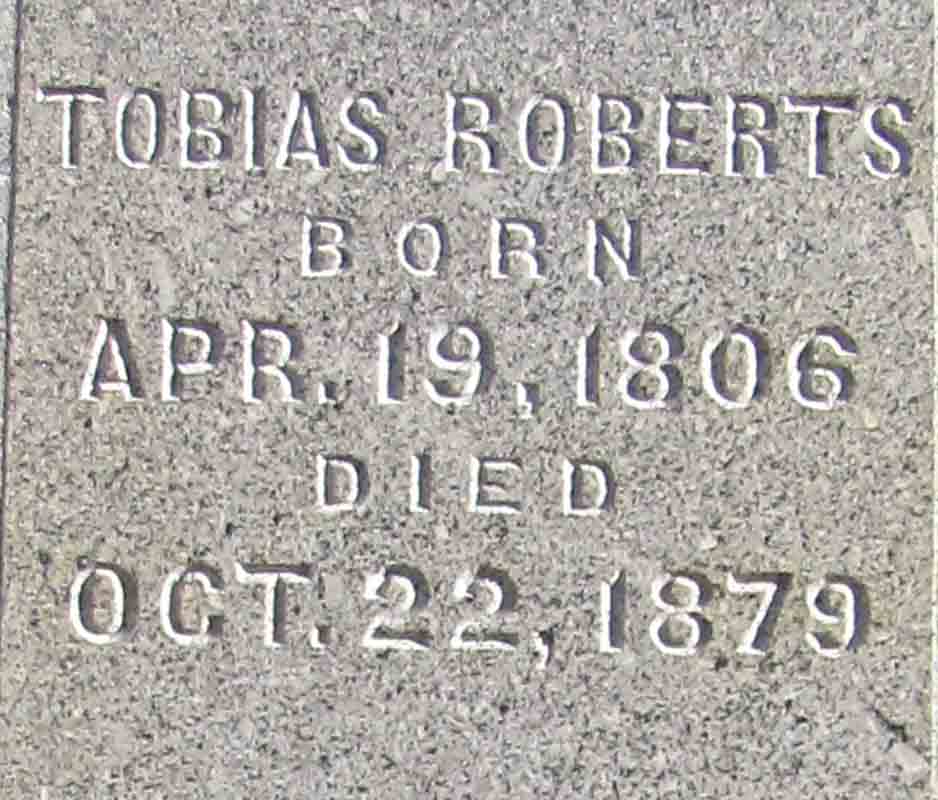 TOBIAS ROBERTS
BORN
APR. 19, 1806
DIED
OCT. 22, 1879